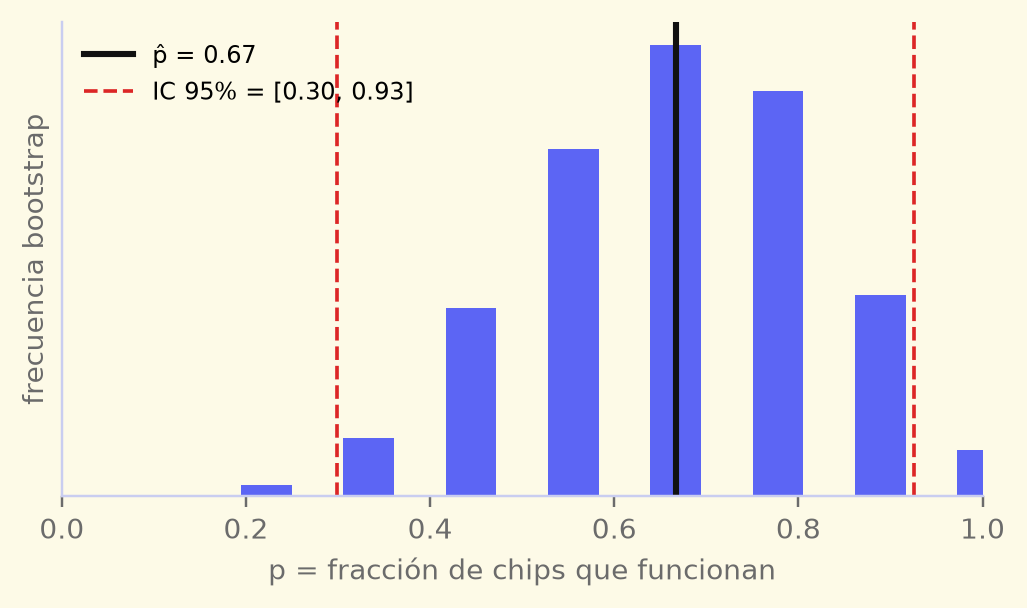 p̂ = 0.67
IC 95% = [0.30, 0.93]
frecuencia bootstrap
0.0 0.2 0.4 0.6 0.8 1.0
p = fracción de chips que funcionan